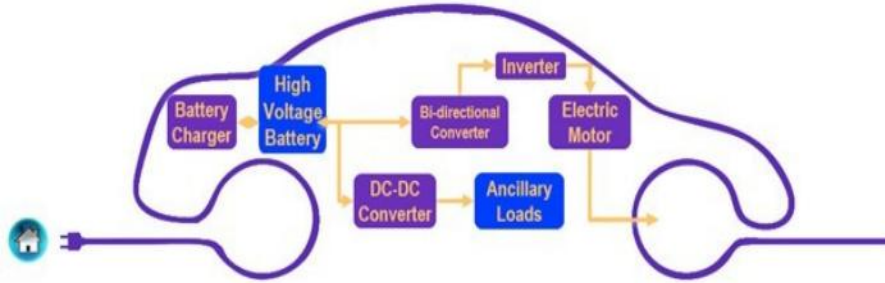 Battery
Charger
High
Voltage
Battery
Bi-directional
Converter
Inverter
Electric
Motor
DC-DC
Converter
Ancillary
Loads